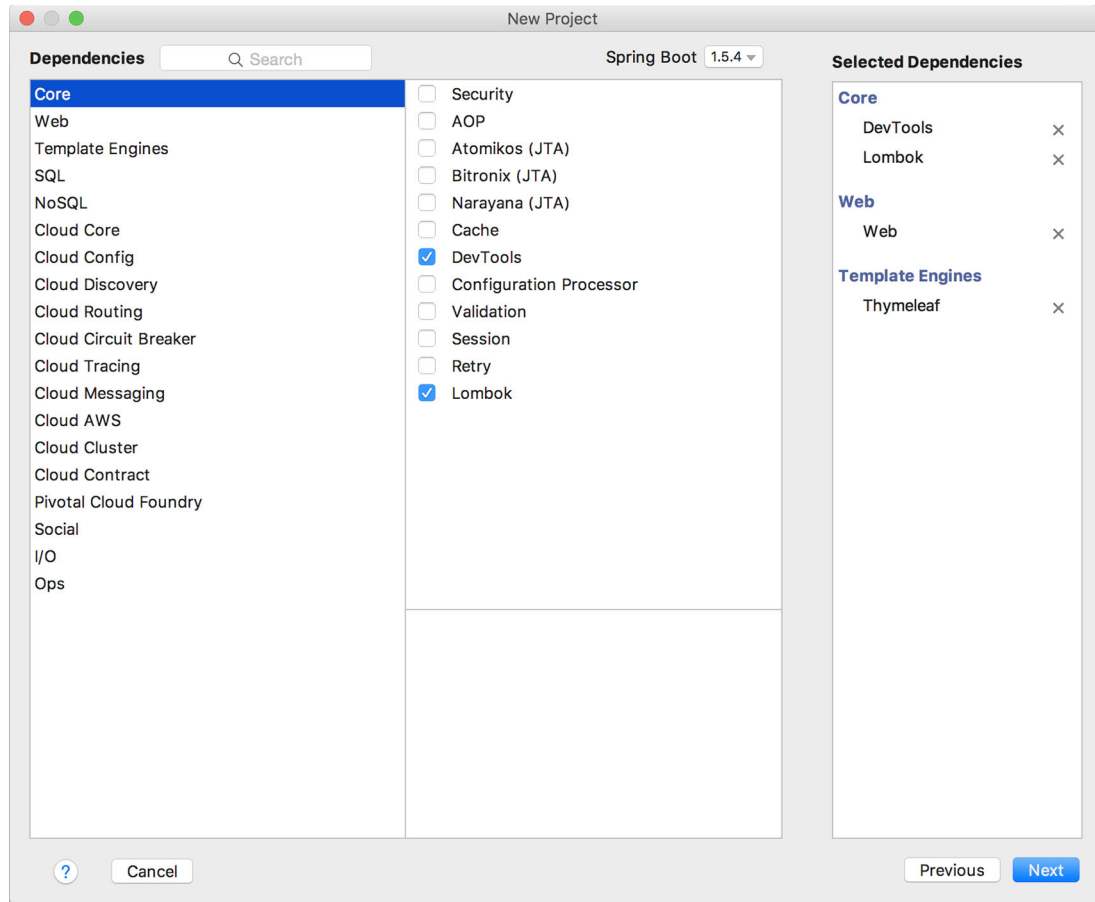 New Project
Dependencies
Search
Spring Boot 1.5.4
Core
Web
Template Engines
SQL
NoSQL
Cloud Core
Cloud Config
Cloud Discovery
Cloud Routing
Cloud Circuit Breaker
Cloud Tracing
Cloud Messaging
Cloud AWS
Cloud Cluster
Cloud Contract
Pivotal Cloud Foundry
Social
I/O
Ops
Security
AOP
Atomikos (JTA)
Bitronix (JTA)
Narayana (JTA)
Cache
DevTools
Configuration Processor
Validation
Session
Retry
Lombok
Selected Dependencies
Core
DevTools
Lombok
Web
Web
Template Engines
Thymeleaf
?
Cancel
Previous
Next